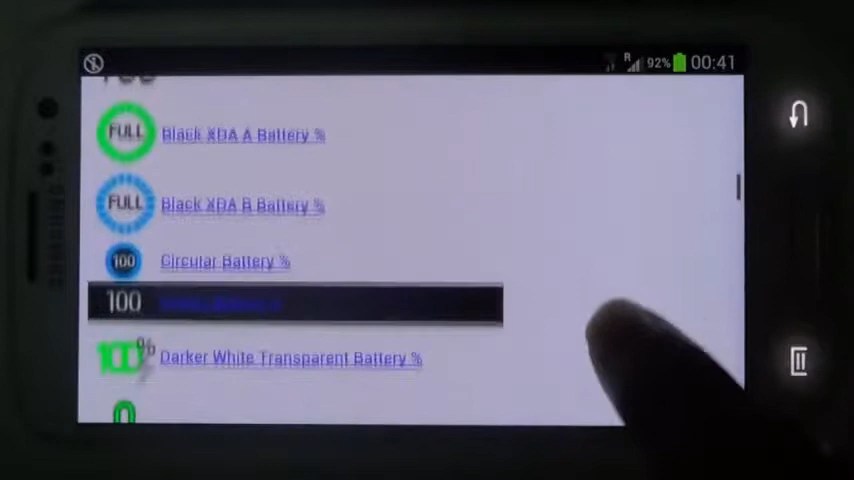 R 92% 00:41
FULL Black XDA A Battery %
FULL Black XDA B Battery %
100 Circular Battery %
100
100% Darker White Transparent Battery %
0